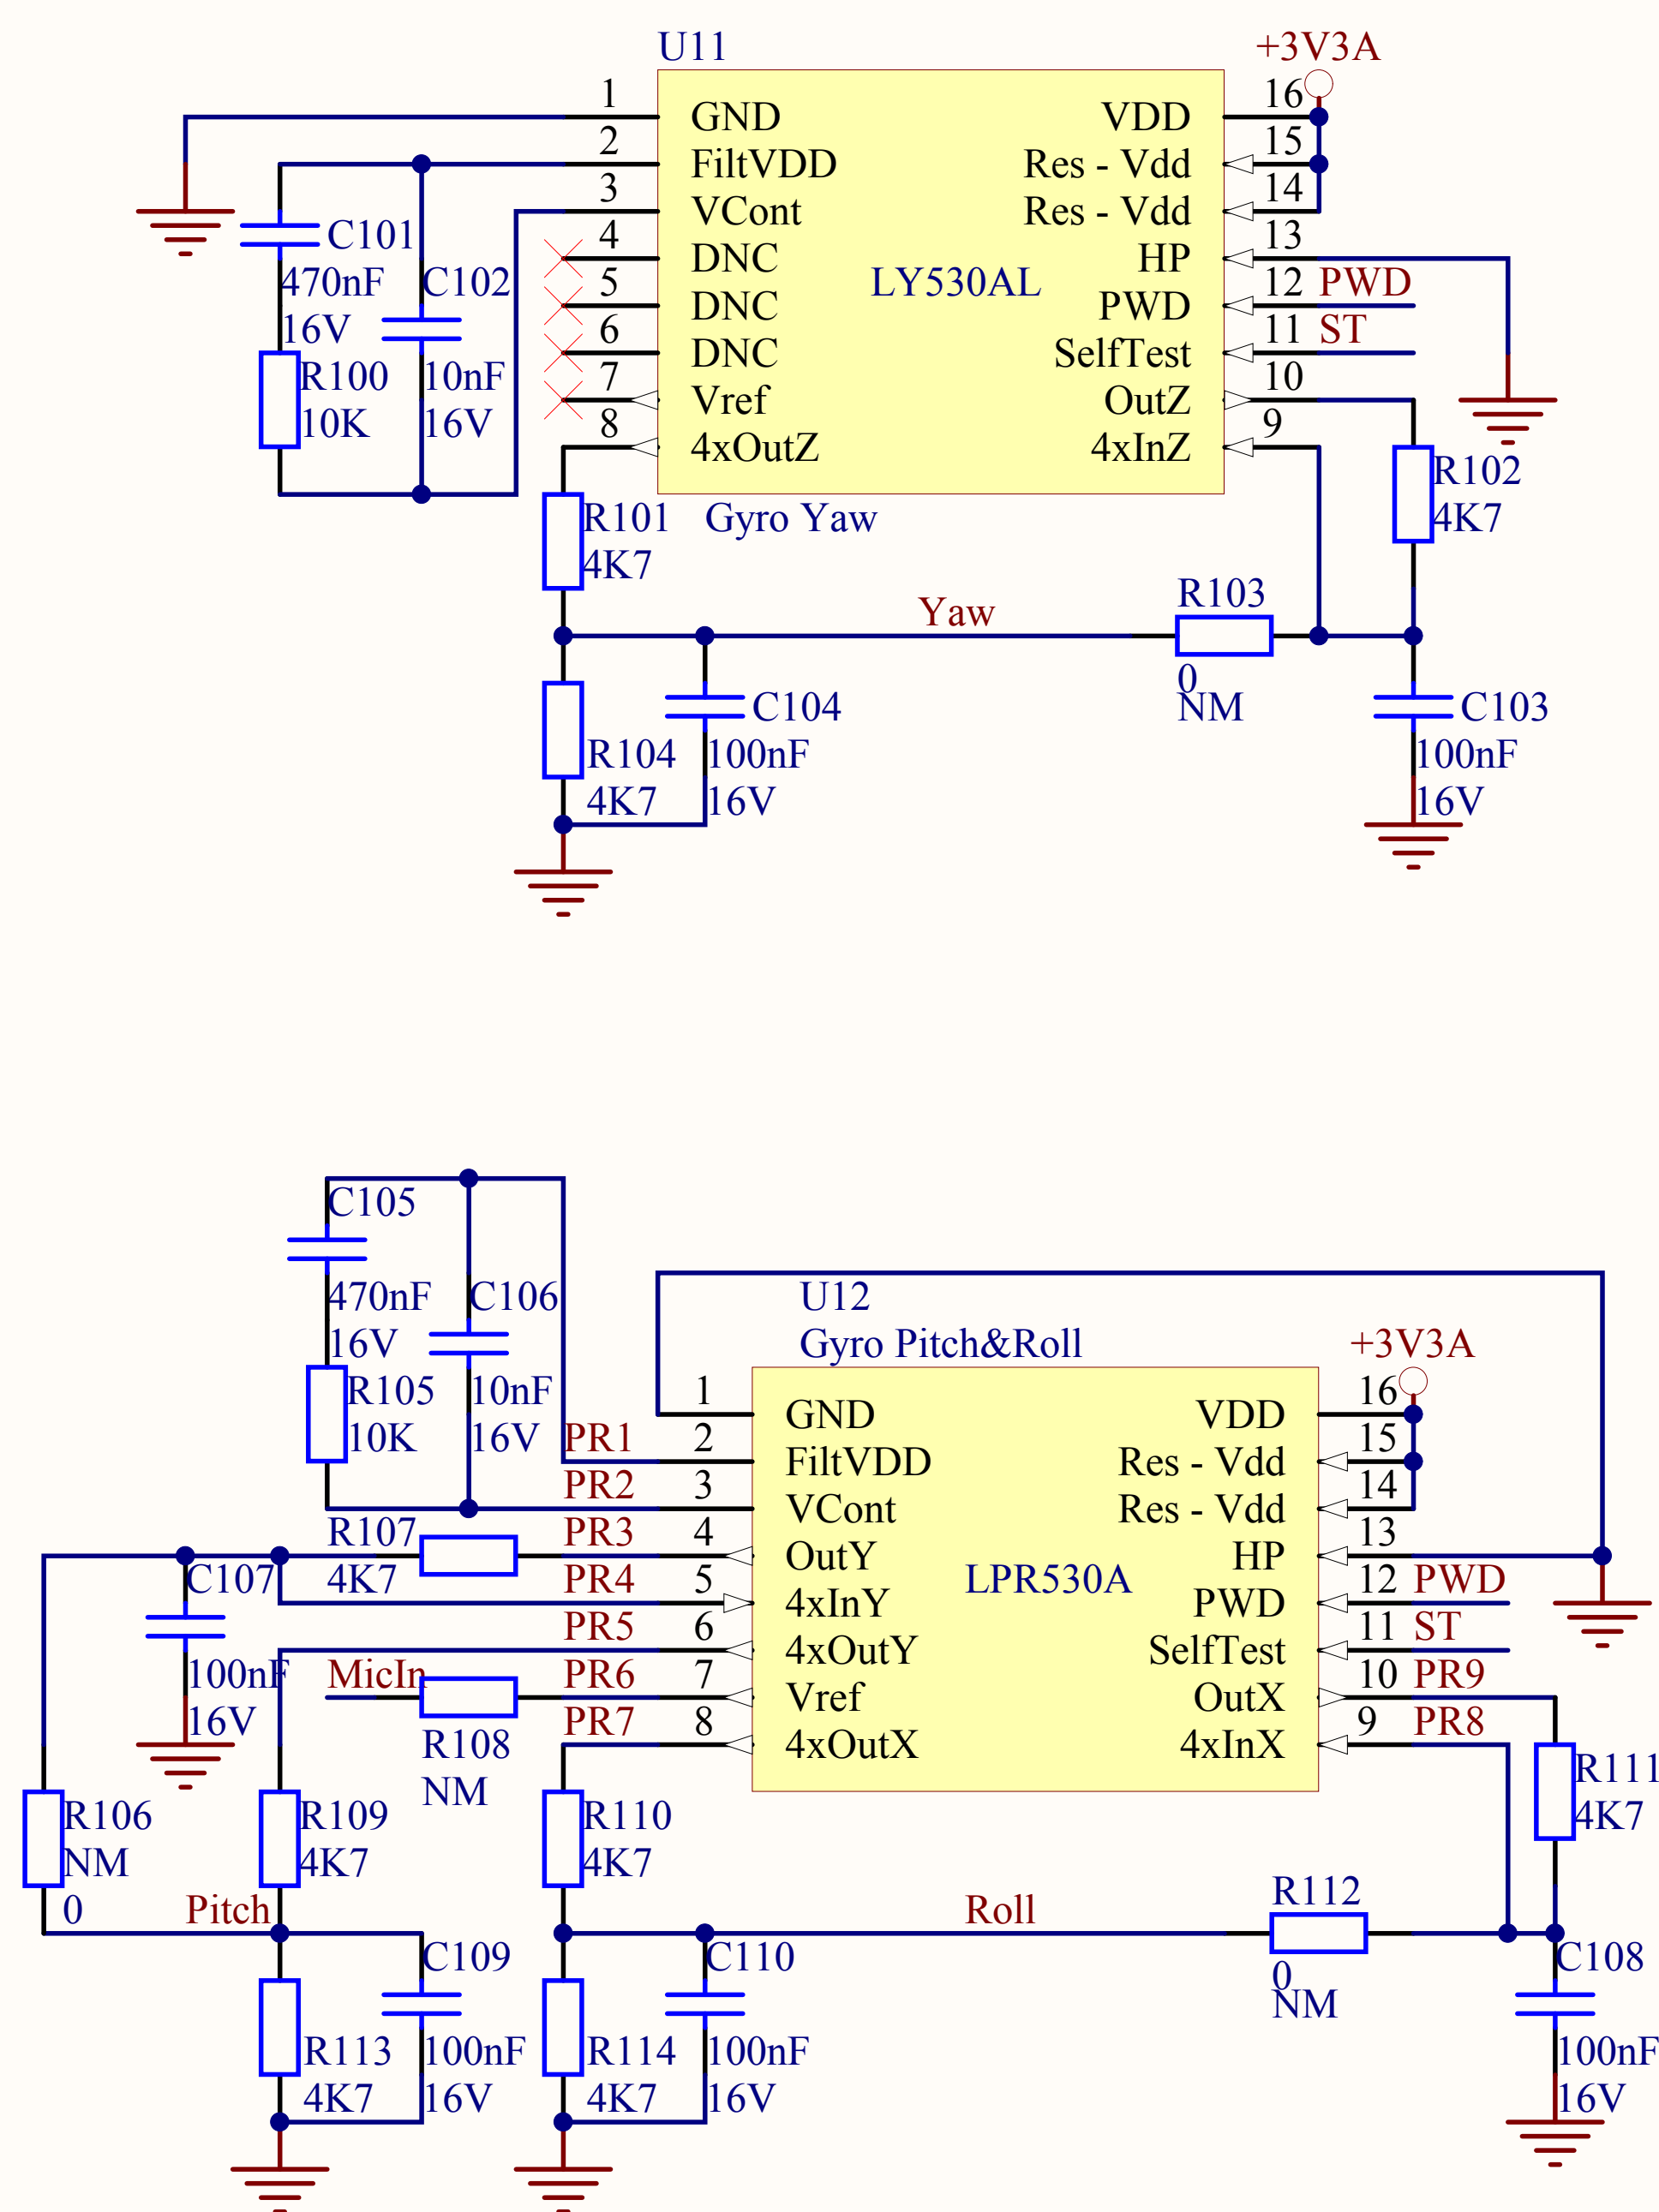 U11
+3V3A
1
GND
2
FiltVDD
3
VCont
4
DNC
5
DNC
6
DNC
7
Vref
8
4xOutZ
LY530AL
VDD
16
Res - Vdd
15
Res - Vdd
14
HP
13
PWD
12
PWD
SelfTest
11
ST
OutZ
10
4xInZ
9
Gyro Yaw
C101
470nF
16V
R100
10K
C102
10nF
16V
R101
4K7
R102
4K7
Yaw
R103
0
NM
R104
4K7
C104
100nF
16V
C103
100nF
16V
C105
470nF
16V
R105
10K
C106
10nF
16V
U12
Gyro Pitch&Roll
+3V3A
PR1
PR2
PR3
PR4
PR5
PR6
PR7
1
GND
2
FiltVDD
3
VCont
4
OutY
5
4xInY
6
4xOutY
7
Vref
8
4xOutX
LPR530A
VDD
16
Res - Vdd
15
Res - Vdd
14
HP
13
PWD
12
PWD
SelfTest
11
ST
OutX
10
PR9
4xInX
9
PR8
R107
4K7
C107
100nF
16V
MicIn
R108
NM
R106
NM
0
R109
4K7
R110
4K7
R111
4K7
Pitch
Roll
R112
0
NM
R113
4K7
C109
100nF
16V
R114
4K7
C110
100nF
16V
C108
100nF
16V